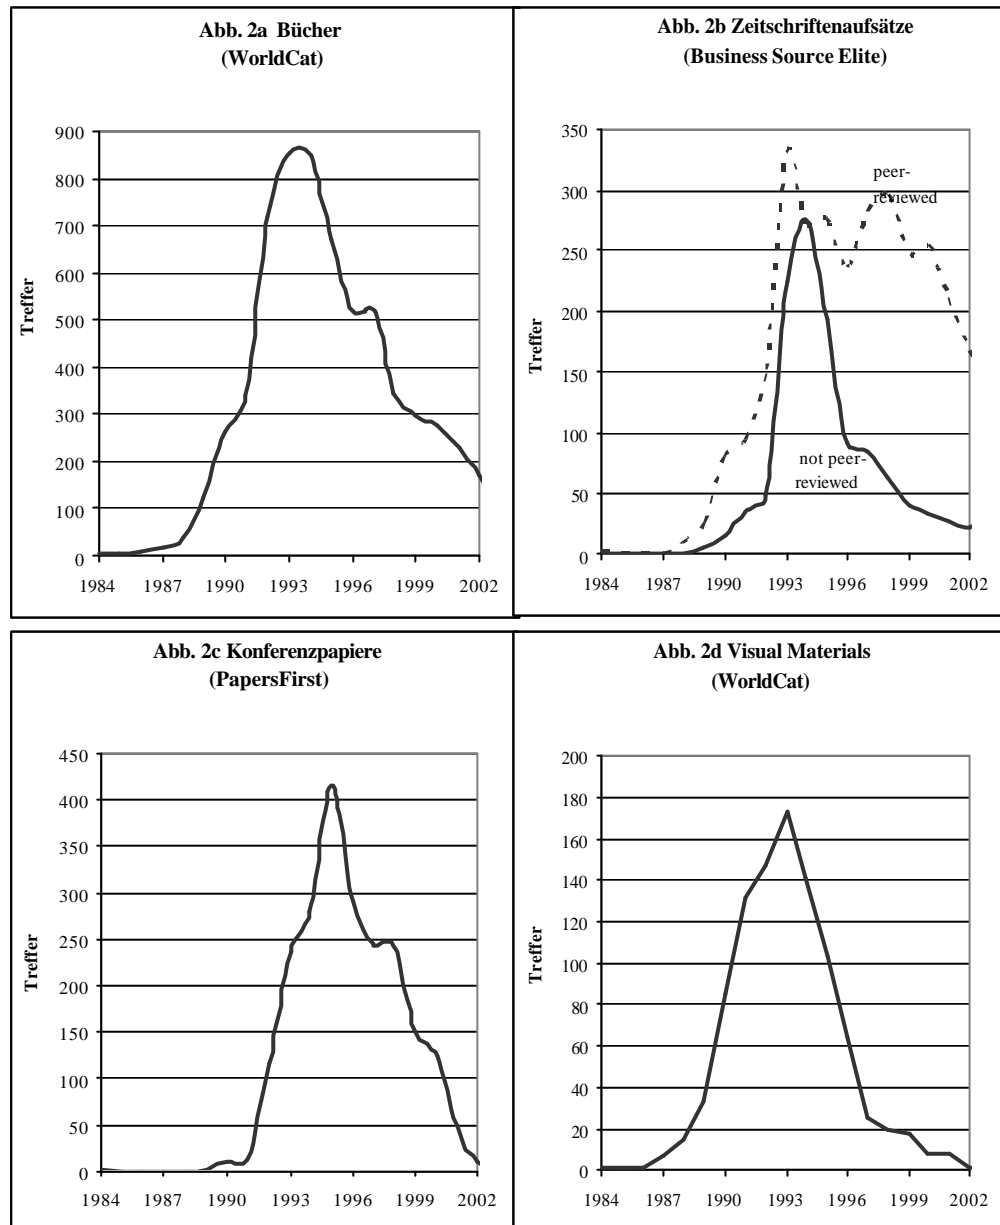 Abb. 2a Bücher
(WorldCat)
900
800
700
600
500
400
300
200
100
0
Treffer
1984 1987 1990 1993 1996 1999 2002
Abb. 2b Zeitschriftenaufsätze
(Business Source Elite)
350
300
250
200
150
100
50
0
Treffer
peer-
reviewed
not peer-
reviewed
1984 1987 1990 1993 1996 1999 2002
Abb. 2c Konferenzpapiere
(PapersFirst)
450
400
350
300
250
200
150
100
50
0
Treffer
1984 1987 1990 1993 1996 1999 2002
Abb. 2d Visual Materials
(WorldCat)
200
180
160
140
120
100
80
60
40
20
0
Treffer
1984 1987 1990 1993 1996 1999 2002